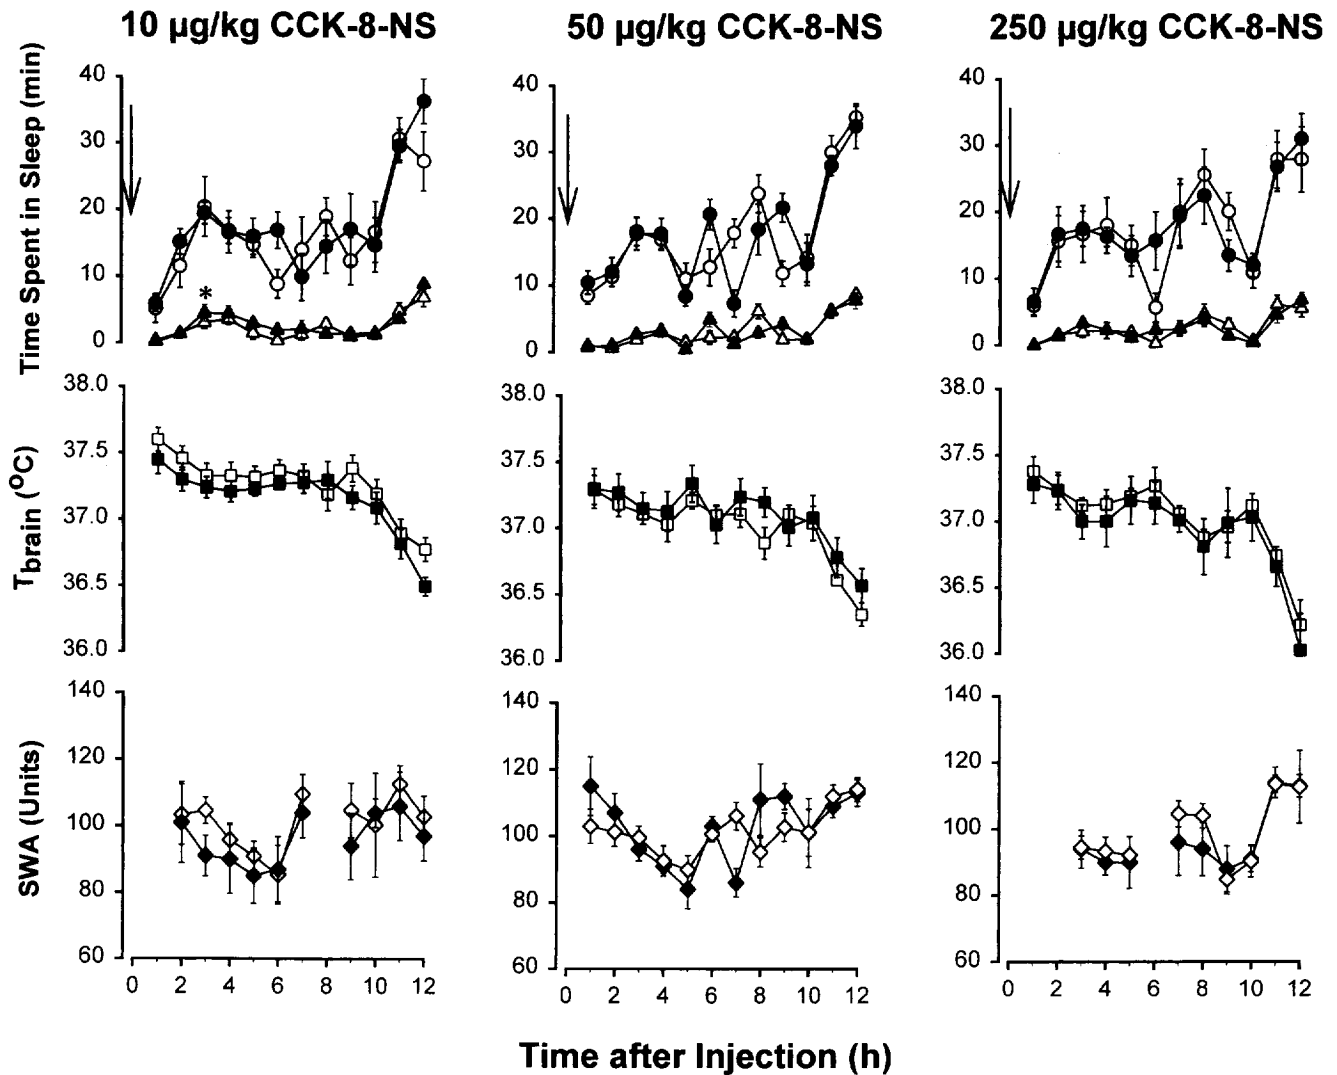 10 µg/kg CCK-8-NS 50 µg/kg CCK-8-NS 250 µg/kg CCK-8-NS
Time Spent in Sleep (min)
40 40 40
30 30 30
20 20 20
10 10 10
0 0 0
*
Tbrain (°C)
38.0 38.0 38.0
37.5 37.5 37.5
37.0 37.0 37.0
36.5 36.5 36.5
36.0 36.0 36.0
SWA (Units)
140 140 140
120 120 120
100 100 100
80 80 80
60 60 60
0 2 4 6 8 10 12 0 2 4 6 8 10 12 0 2 4 6 8 10 12
Time after Injection (h)